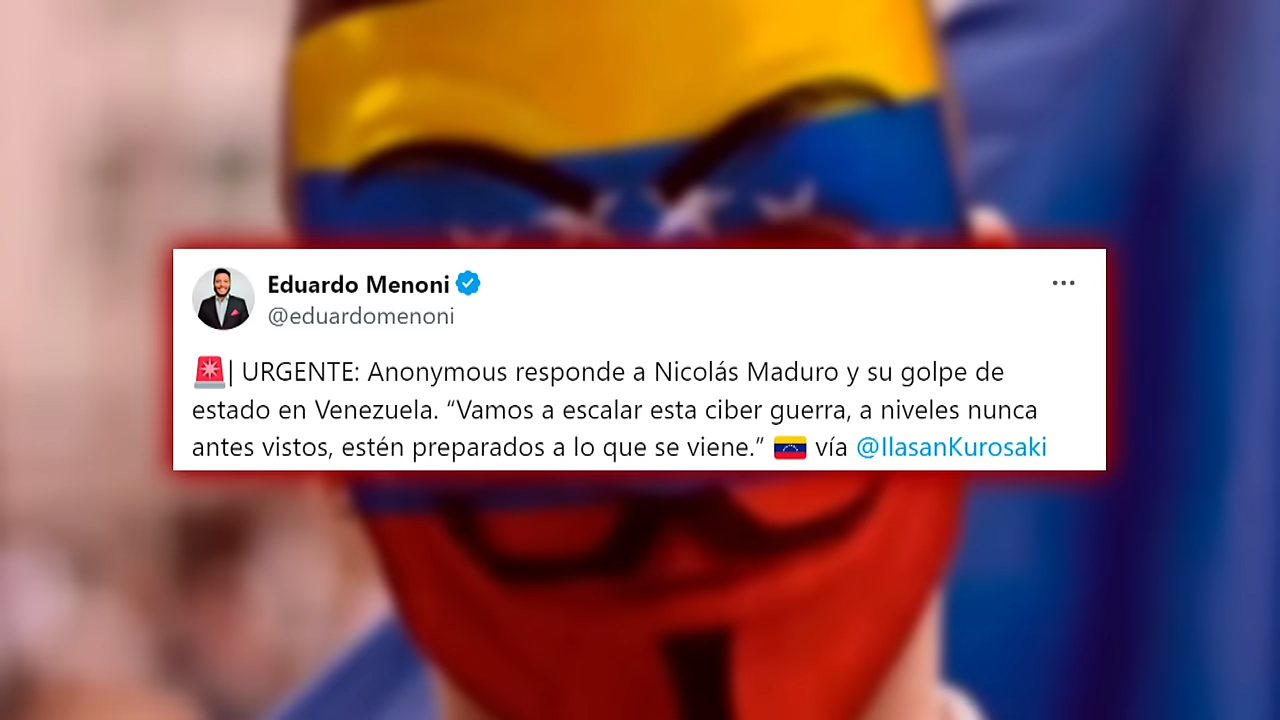 Eduardo Menoni
@eduardomenoni
🚨| URGENTE: Anonymous responde a Nicolás Maduro y su golpe de
estado en Venezuela. “Vamos a escalar esta ciber guerra, a niveles nunca
antes vistos, estén preparados a lo que se viene.” 🇻🇪 vía @IlasanKurosaki